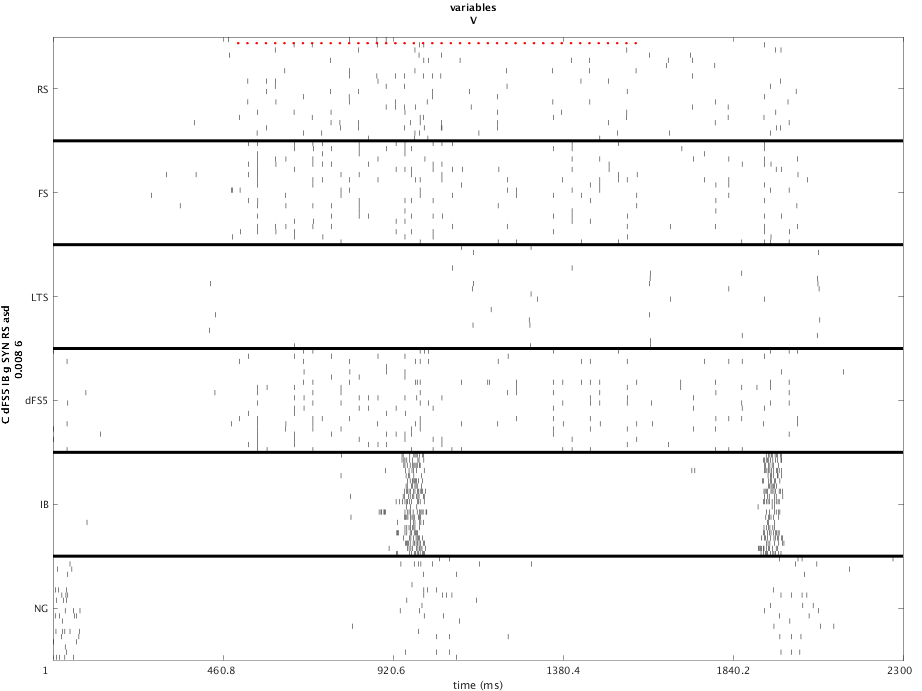 variables
V
RS
FS
LTS
dFS5
IB
NG
C dFS5 IB g SYN RS asd
0.008 6
1
460.8
920.6
1380.4
1840.2
2300
time (ms)